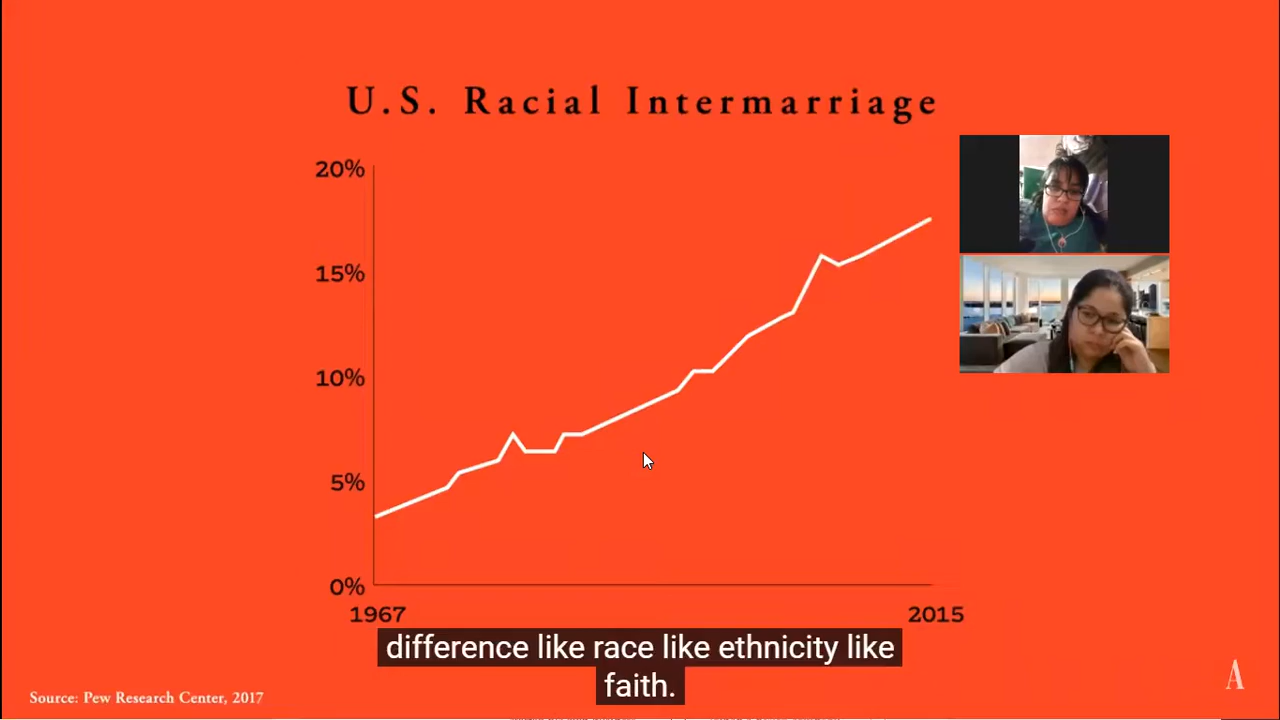 U.S. Racial Intermarriage
20%
15%
10%
5%
0%
1967 2015
difference like race like ethnicity like
faith.
Source: Pew Research Center, 2017
A